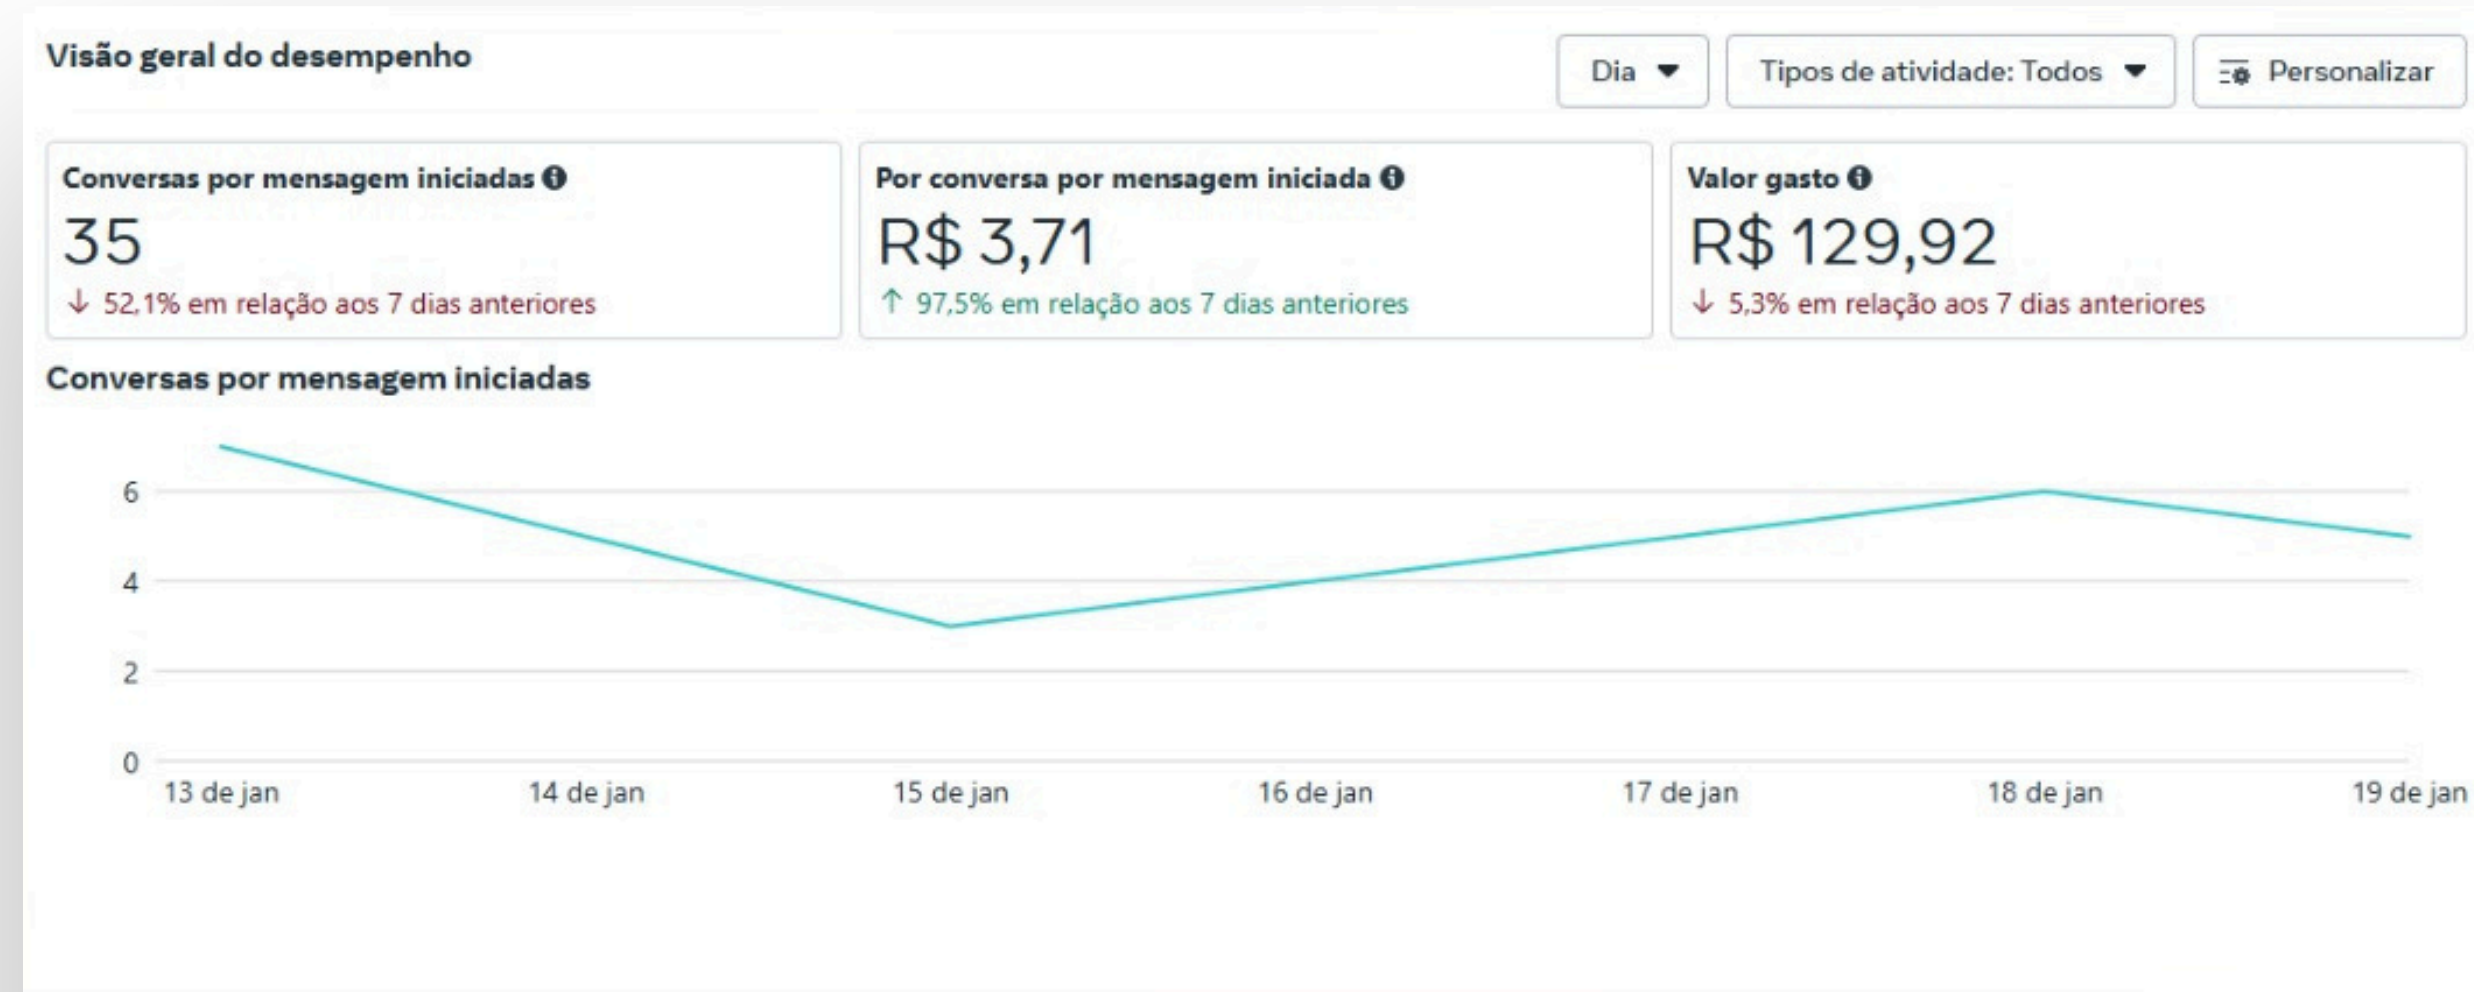 Visão geral do desempenho
Dia
Tipos de atividade: Todos
Personalizar
Conversas por mensagem iniciadas
35
↓ 52,1% em relação aos 7 dias anteriores
Por conversa por mensagem iniciada
R$ 3,71
↑ 97,5% em relação aos 7 dias anteriores
Valor gasto
R$ 129,92
↓ 5,3% em relação aos 7 dias anteriores
Conversas por mensagem iniciadas
6
4
2
0
13 de jan
14 de jan
15 de jan
16 de jan
17 de jan
18 de jan
19 de jan